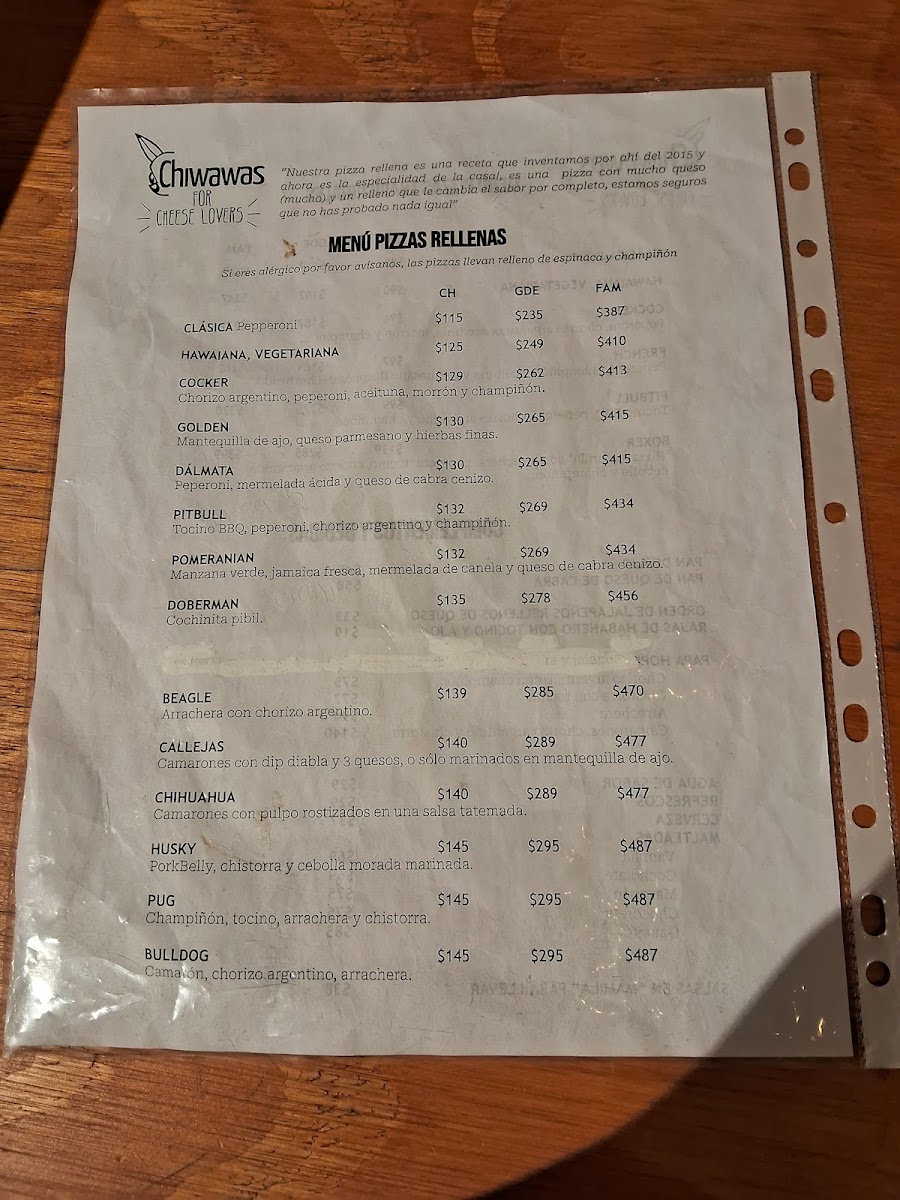 Chiwawas
FOR
CHEESE LOVERS
"Nuestra pizza rellena es una receta que inventamos por ahí del 2015 y
ahora es la especialidad de la casa!, es una pizza con mucho queso
(mucho) y un relleno que le cambia el sabor por completo, estamos seguros
que no has probado nada igual"
MENÚ PIZZAS RELLENAS
Si eres alérgico por favor avísanos, las pizzas llevan relleno de espinaca y champiñón
CH GDE FAM
CLÁSICA Pepperoni $115 $235 $387
HAWAIANA, VEGETARIANA $125 $249 $410
COCKER $129 $262 $413
Chorizo argentino, peperoni, aceituna, morrón y champiñón.
GOLDEN $130 $265 $415
Mantequilla de ajo, queso parmesano y hierbas finas.
DÁLMATA $130 $265 $415
Peperoni, mermelada ácida y queso de cabra cenizo.
PITBULL $132 $269 $434
Tocino BBQ, peperoni, chorizo argentino y champiñón.
POMERANIAN $132 $269 $434
Manzana verde, jamaica fresca, mermelada de canela y queso de cabra cenizo.
DOBERMAN $135 $278 $456
Cochinita pibil.
BEAGLE $139 $285 $470
Arrachera con chorizo argentino.
CALLEJAS $140 $289 $477
Camarones con dip diabla y 3 quesos, o sólo marinados en mantequilla de ajo.
CHIHUAHUA $140 $289 $477
Camarones con pulpo rostizados en una salsa tatemada.
HUSKY $145 $295 $487
PorkBelly, chistorra y cebolla morada marinada.
PUG $145 $295 $487
Champiñón, tocino, arrachera y chistorra.
BULLDOG $145 $295 $487
Camarón, chorizo argentino, arrachera.